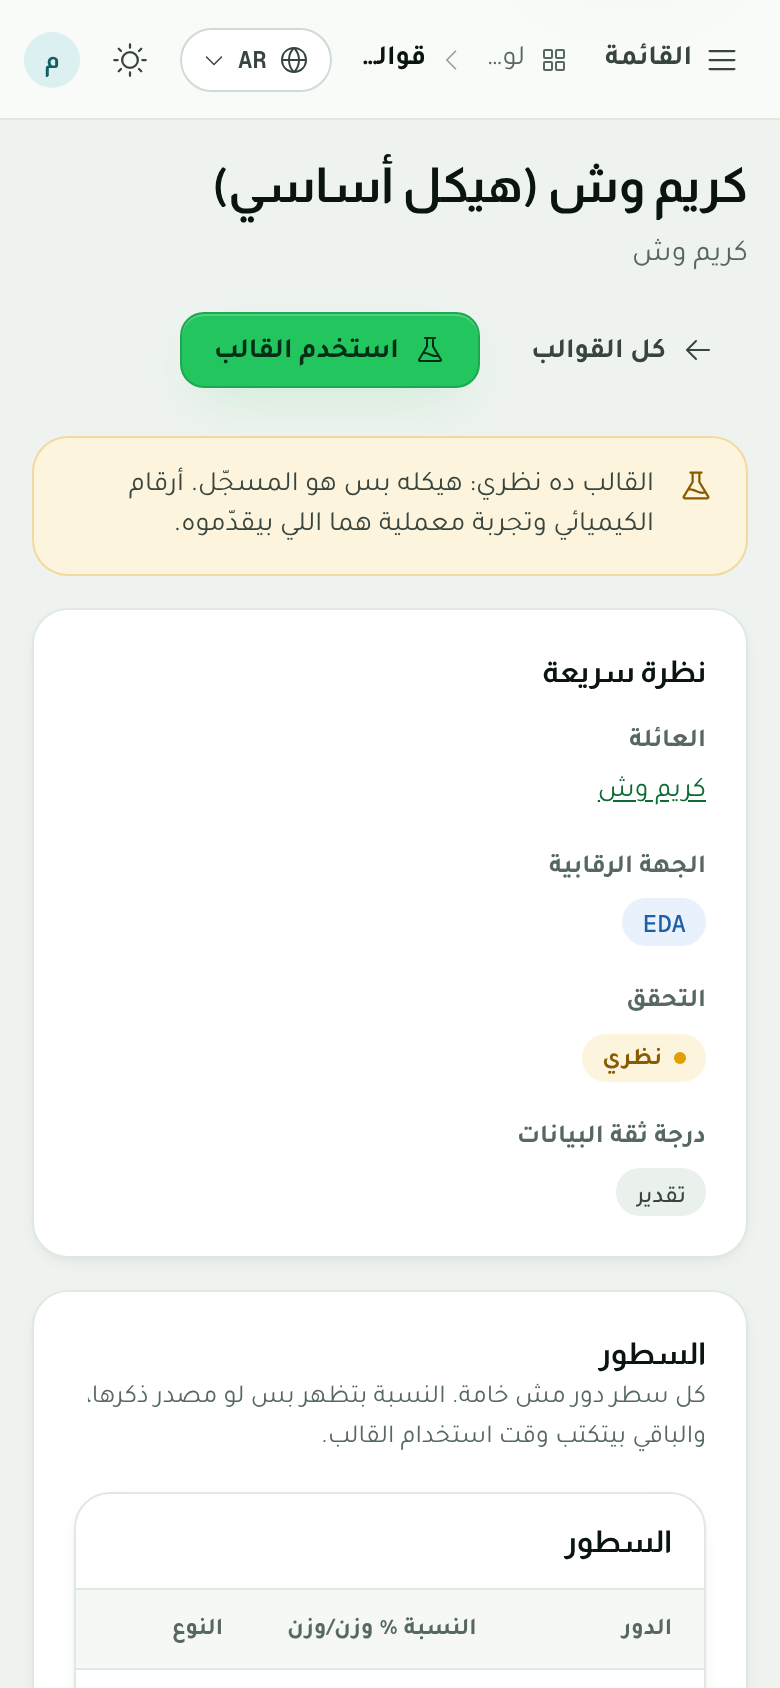 القائمة
لو...
قوالـ...
AR
م
كريم وش (هيكل أساسي)
كريم وش
كل القوالب
استخدم القالب
القالب ده نظري: هيكله بس هو المسجّل. أرقام
الكيميائي وتجربة معملية هما اللي بيقدّموه.
نظرة سريعة
العائلة
كريم وش
الجهة الرقابية
EDA
التحقق
نظري
درجة ثقة البيانات
تقدير
السطور
كل سطر دور مش خامة. النسبة بتظهر بس لو مصدر ذكرها،
والباقي بيتكتب وقت استخدام القالب.
السطور
الدور
النسبة % وزن/وزن
النوع